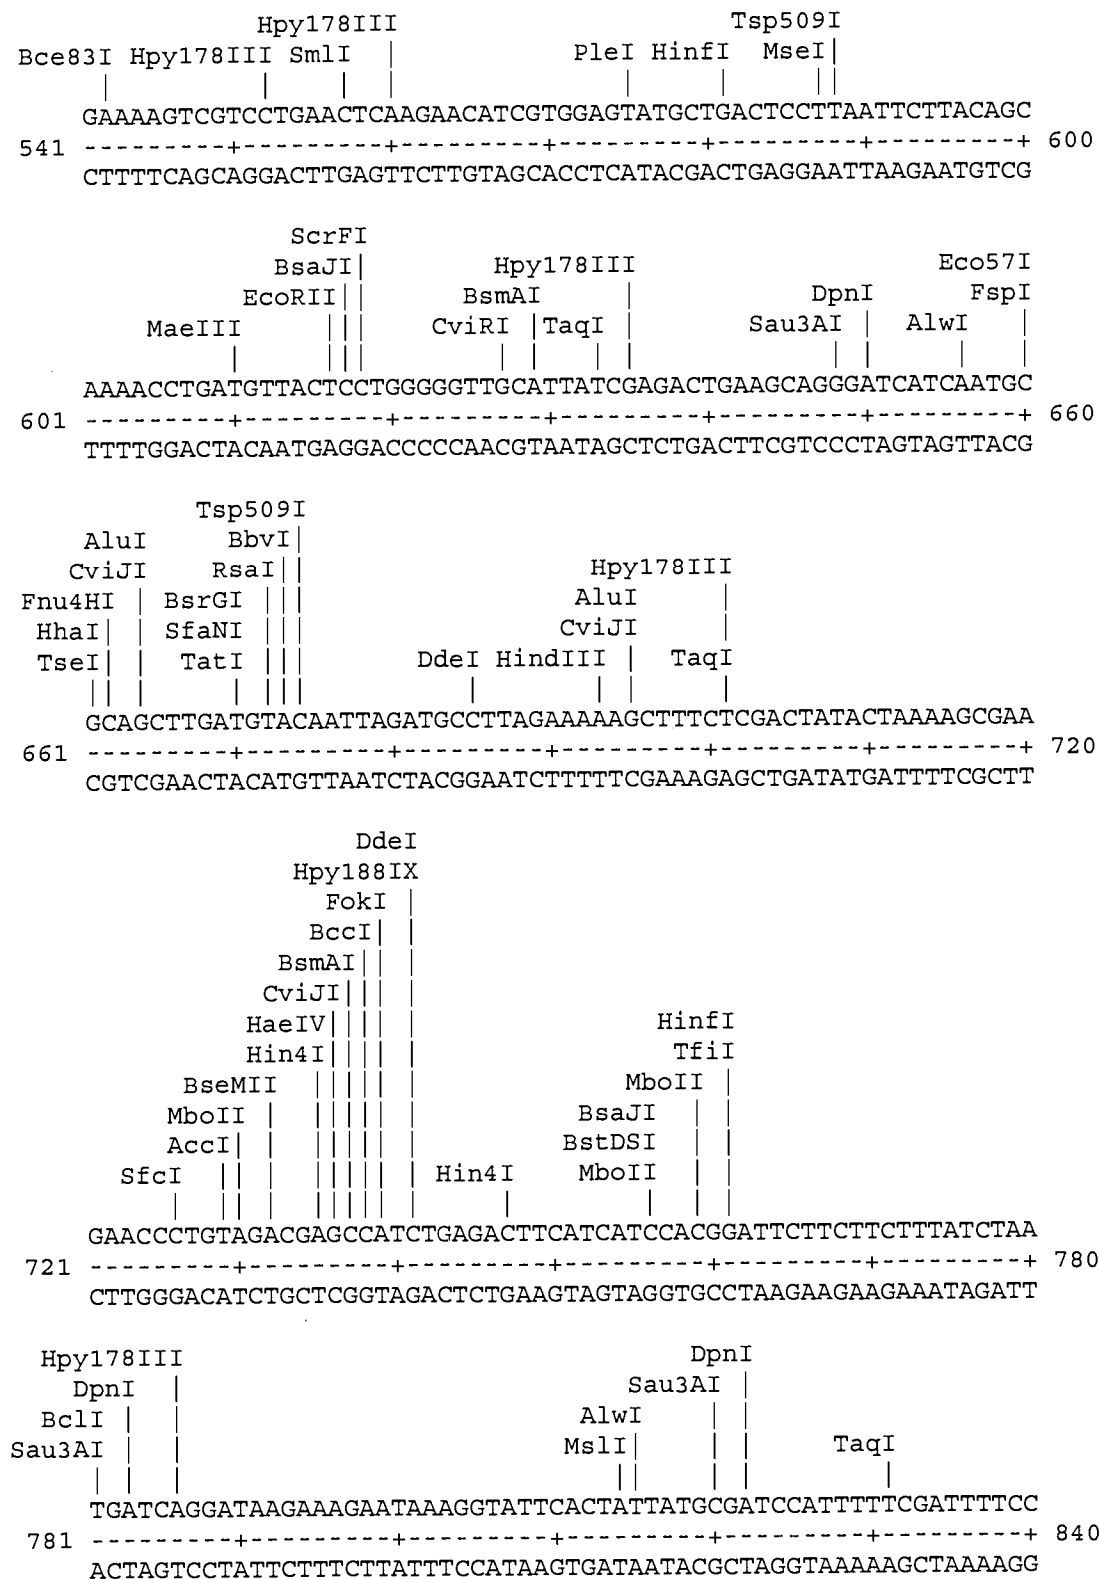 Hpy178III Tsp509I
Bce83I Hpy178III SmlI PleI HinfI MseI
GAAAAGTCGTCCTGAACTCAAGAACATCGTGGAGTATGCTGACTCCTTAATTCTTACAGC
541 ---------+---------+---------+---------+---------+---------+ 600
CTTTTCAGCAGGACTTGAGTTCTTGTAGCACCTCATACGACTGAGGAATTAAGAATGTCG
ScrFI
BsaJI Hpy178III Eco57I
EcoRII BsmAI DpnI FspI
MaeIII CviRI TaqI Sau3AI AlwI
AAAACCTGATGTTACTCCTGGGGGTTGCATTATCGAGACTGAAGCAGGGATCATCAATGC
601 ---------+---------+---------+---------+---------+---------+ 660
TTTTGGACTACAATGAGGACCCCCAACGTAATAGCTCTGACTTCGTCCCTAGTAGTTACG
Tsp509I
AluI BbvI
CviJI RsaI Hpy178III
Fnu4HI BsrGI AluI
HhaI SfaNI CviJI
TseI TatI DdeI HindIII TaqI
GCAGCTTGATGTACAATTAGATGCCTTAGAAAAAGCTTTCTCGACTATACTAAAAGCGAA
661 ---------+---------+---------+---------+---------+---------+ 720
CGTCGAACTACATGTTAATCTACGGAATCTTTTTCGAAAGAGCTGATATGATTTTCGCTT
DdeI
Hpy188IX
FokI
BccI
BsmAI
CviJI
HaeIV HinfI
Hin4I TfiI
BseMII MboII
MboII BsaJI
AccI BstDSI
SfcI Hin4I MboII
GAACCCTGTAGACGAGCCATCTGAGACTTCATCATCCACGGATTCTTCTTCTTTATCTAA
721 ---------+---------+---------+---------+---------+---------+ 780
CTTGGGACATCTGCTCGGTAGACTCTGAAGTAGTAGGTGCCTAAGAAGAAGAAATAGATT
Hpy178III DpnI
DpnI Sau3AI
BclI AlwI
Sau3AI MslI TaqI
TGATCAGGATAAGAAAGAATAAAGGTATTCACTATTATGCGATCCATTTTTCGATTTTCC
781 ---------+---------+---------+---------+---------+---------+ 840
ACTAGTCCTATTCTTTCTTATTTCCATAAGTGATAATACGCTAGGTAAAAAGCTAAAAGG